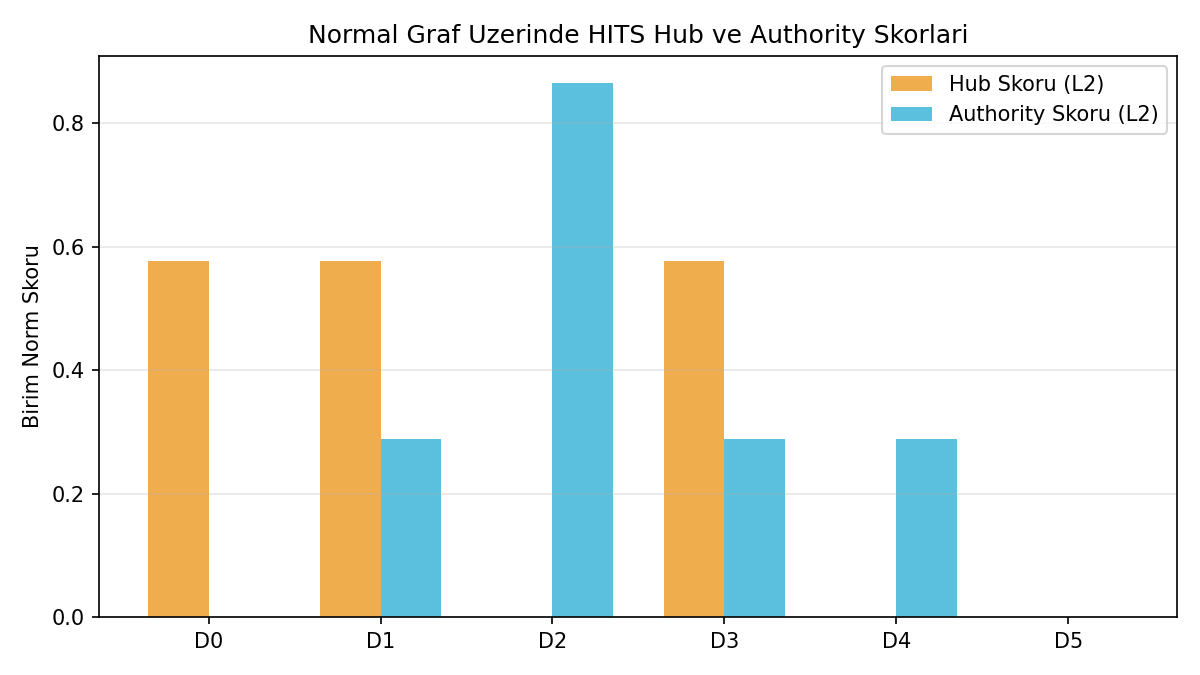 Normal Graf Uzerinde HITS Hub ve Authority Skorlari
Hub Skoru (L2)
Authority Skoru (L2)
Birim Norm Skoru
0.8
0.6
0.4
0.2
0.0
D0 D1 D2 D3 D4 D5